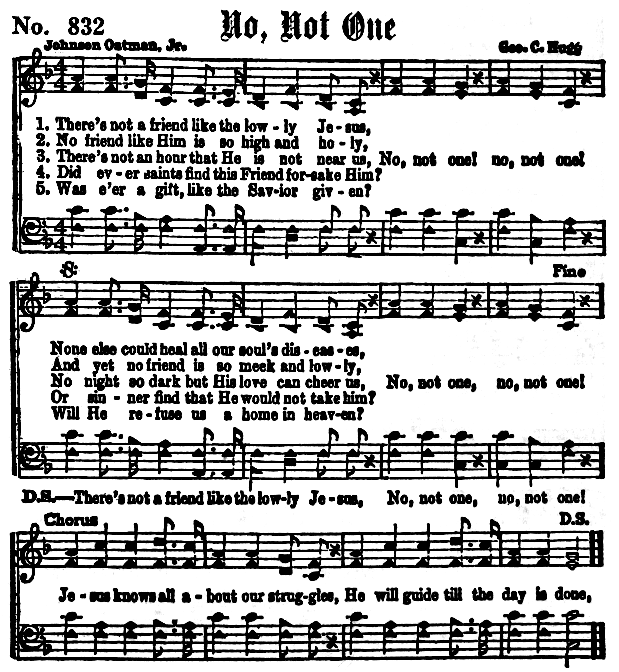 No. 832 No, Not One
Johnson Oatman, Jr. Geo. C. Hugg
1. There's not a friend like the low - ly Je - sus,
2. No friend like Him is so high and ho - ly,
3. There's not an hour that He is not near us, No, not one! no, not one!
4. Did ev - er saints find this Friend for-sake Him?
5. Was e'er a gift, like the Sav-ior giv - en?
Fine
None else could heal all our soul's dis - eas - es,
And yet no friend is so meek and low - ly,
No night so dark but His love can cheer us, No, not one, no, not one!
Or sin - ner find that He would not take him?
Will He re - fuse us a home in heav-en?
D.S.—There's not a friend like the low-ly Je - sus, No, not one, no, not one!
Chorus D.S.
Je - sus knows all a - bout our strug-gles, He will guide till the day is done,